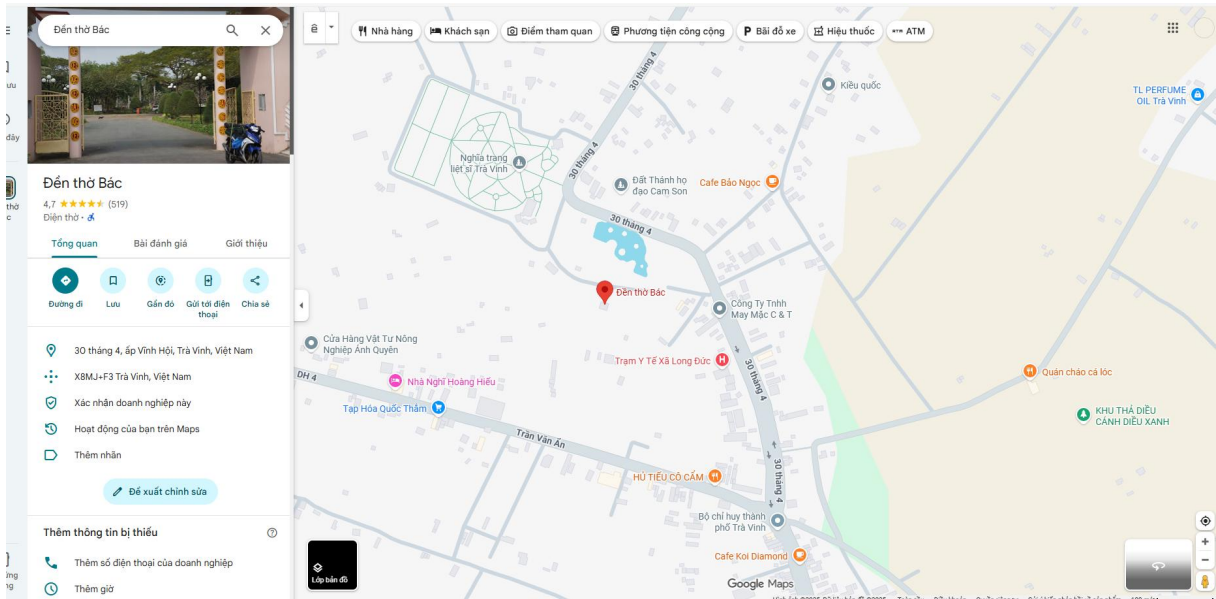 Đền thờ Bác
Đền thờ Bác
4,7 ★★★★★ (519)
Điện thờ ·
Tổng quan
Bài đánh giá
Giới thiệu
Đường đi
Lưu
Gần đó
Gửi tới điện
thoại
Chia sẻ
30 tháng 4, ấp Vĩnh Hội, Trà Vinh, Việt Nam
X8MJ+F3 Trà Vinh, Việt Nam
Xác nhận doanh nghiệp này
Hoạt động của bạn trên Maps
Thêm nhãn
Đề xuất chỉnh sửa
Thêm thông tin bị thiếu
Thêm số điện thoại của doanh nghiệp
Thêm giờ
Nhà hàng
Khách sạn
Điểm tham quan
Phương tiện công cộng
P Bãi đỗ xe
Hiệu thuốc
ATM ATM
30 tháng 4
Kiều quốc
TL PERFUME
OIL Trà Vinh
Nghĩa trang
liệt sĩ Trà Vinh
30 tháng 4
Đất Thánh họ
đạo Cam Son
Cafe Bảo Ngọc
30 tháng 4
Đền thờ Bác
Công Ty Tnhh
May Mặc C & T
Cửa Hàng Vật Tư Nông
Nghiệp Ánh Quyên
Trạm Y Tế Xã Long Đức
H
30 tháng 4
Quán cháo cá lóc
ĐH 4
Nhà Nghỉ Hoàng Hiếu
Tạp Hóa Quốc Thắm
KHU THẢ DIỀU
CÁNH DIỀU XANH
Trần Văn Ẩn
HỦ TIẾU CÔ CẨM
30 tháng 4
Bộ chỉ huy thành
phố Trà Vinh
Cafe Koi Diamond
Lớp bản đồ
Google Maps